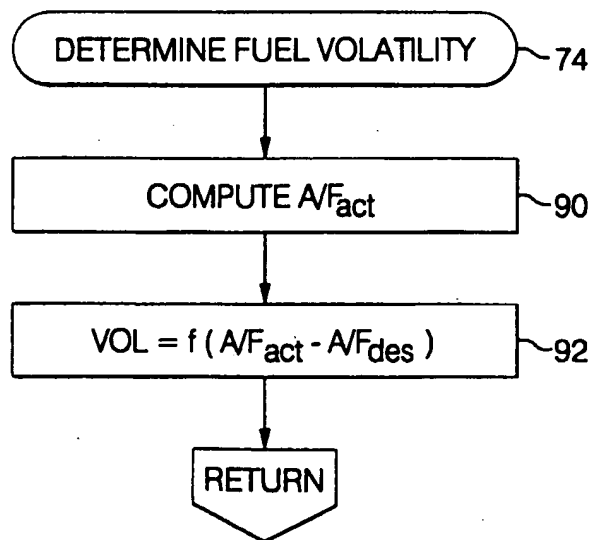 DETERMINE FUEL VOLATILITY
74
COMPUTE A/Fact
90
VOL = f ( A/Fact - A/Fdes )
92
RETURN